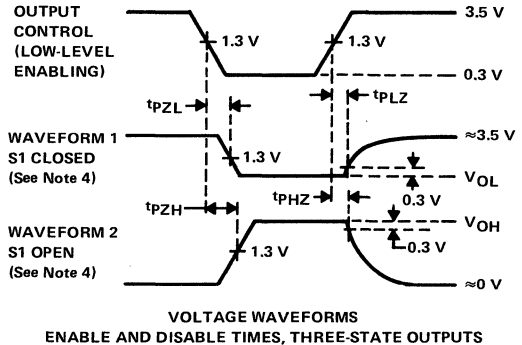 OUTPUT
CONTROL
(LOW-LEVEL
ENABLING)
3.5 V
1.3 V
1.3 V
0.3 V
tPZL
tPLZ
WAVEFORM 1
S1 CLOSED
(See Note 4)
≈3.5 V
1.3 V
VOL
0.3 V
tPZH
tPHZ
WAVEFORM 2
S1 OPEN
(See Note 4)
VOH
1.3 V
0.3 V
≈0 V
VOLTAGE WAVEFORMS
ENABLE AND DISABLE TIMES, THREE-STATE OUTPUTS